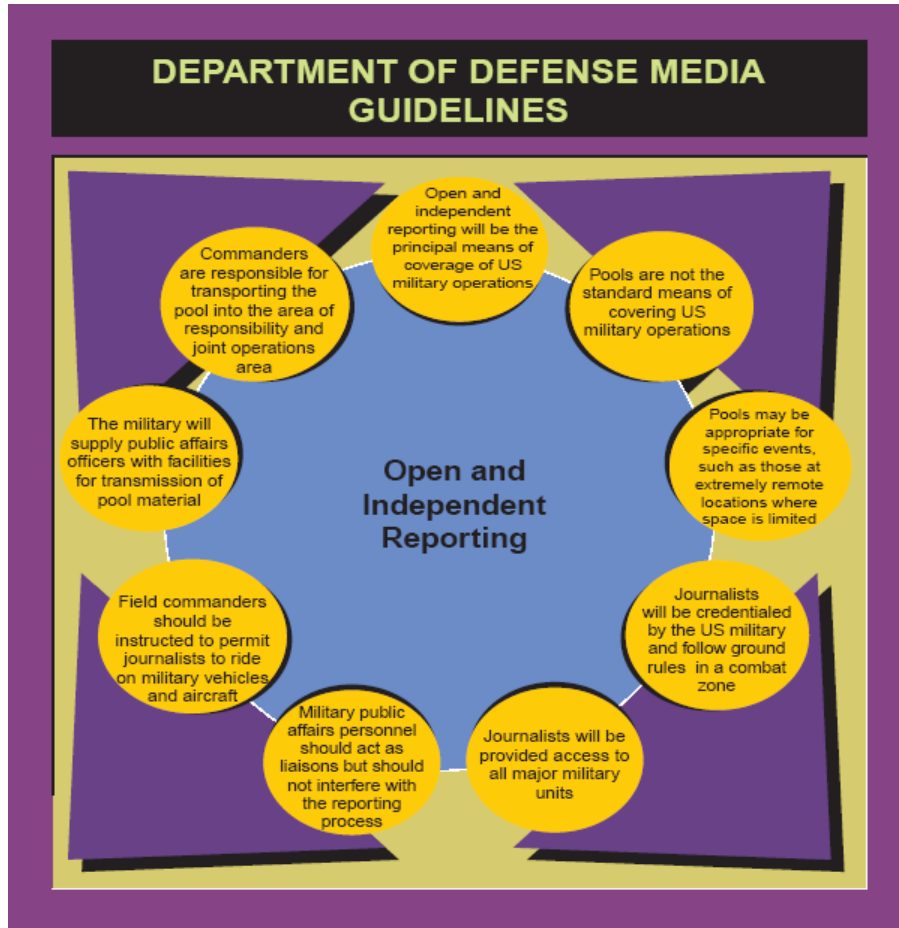 DEPARTMENT OF DEFENSE MEDIA
GUIDELINES
Open and
independent
reporting will be the
principal means of
coverage of US
military operations
Pools are not the
standard means of
covering US
military operations
Pools may be
appropriate for
specific events,
such as those at
extremely remote
locations where
space is limited
Journalists
will be credentialed
by the US military
and follow ground
rules in a combat
zone
Journalists will be
provided access to
all major military
units
Military public
affairs personnel
should act as
liaisons but should
not interfere with
the reporting
process
Field commanders
should be
instructed to permit
journalists to ride
on military vehicles
and aircraft
The military will
supply public affairs
officers with facilities
for transmission of
pool material
Commanders
are responsible for
transporting the
pool into the area of
responsibility and
joint operations
area
Open and
Independent
Reporting